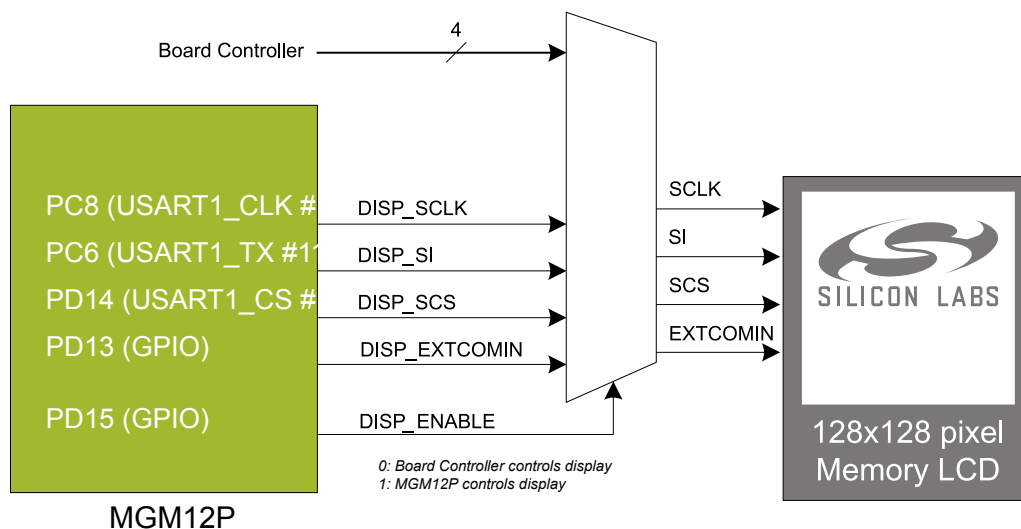 4
Board Controller
PC8 (USART1_CLK #
DISP_SCLK
SCLK
PC6 (USART1_TX #11
DISP_SI
SI
PD14 (USART1_CS #
DISP_SCS
SCS
PD13 (GPIO)
DISP_EXTCOMIN
EXTCOMIN
PD15 (GPIO)
DISP_ENABLE
0: Board Controller controls display
1: MGM12P controls display
SILICON LABS
128x128 pixel
Memory LCD
MGM12P